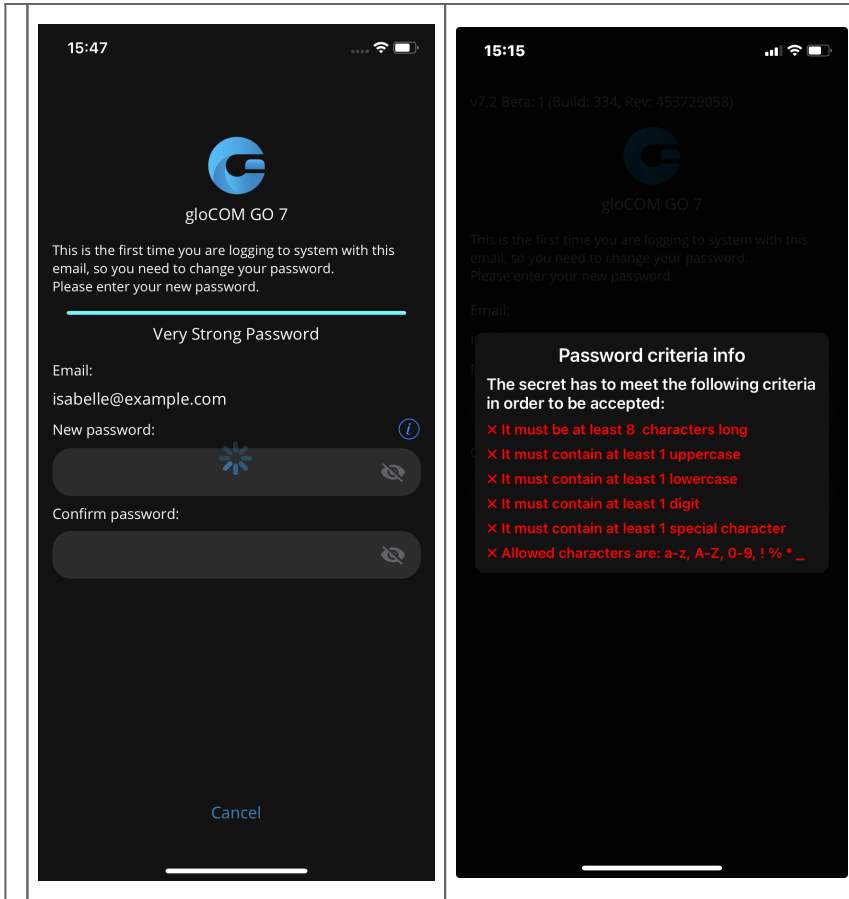 15:47
gloCOM GO 7
This is the first time you are logging to system with this
email, so you need to change your password.
Please enter your new password.
Very Strong Password
Email:
isabelle@example.com
New password:
i
Confirm password:
Cancel
15:15
v7.2 Beta: 1 (Build: 334, Rev: 453729058)
gloCOM GO 7
This is the first time you are logging to system with this
email, so you need to change your password.
Please enter your new password.
Email:
Password criteria info
The secret has to meet the following criteria
in order to be accepted:
× It must be at least 8 characters long
× It must contain at least 1 uppercase
× It must contain at least 1 lowercase
× It must contain at least 1 digit
× It must contain at least 1 special character
× Allowed characters are: a-z, A-Z, 0-9, ! % * _